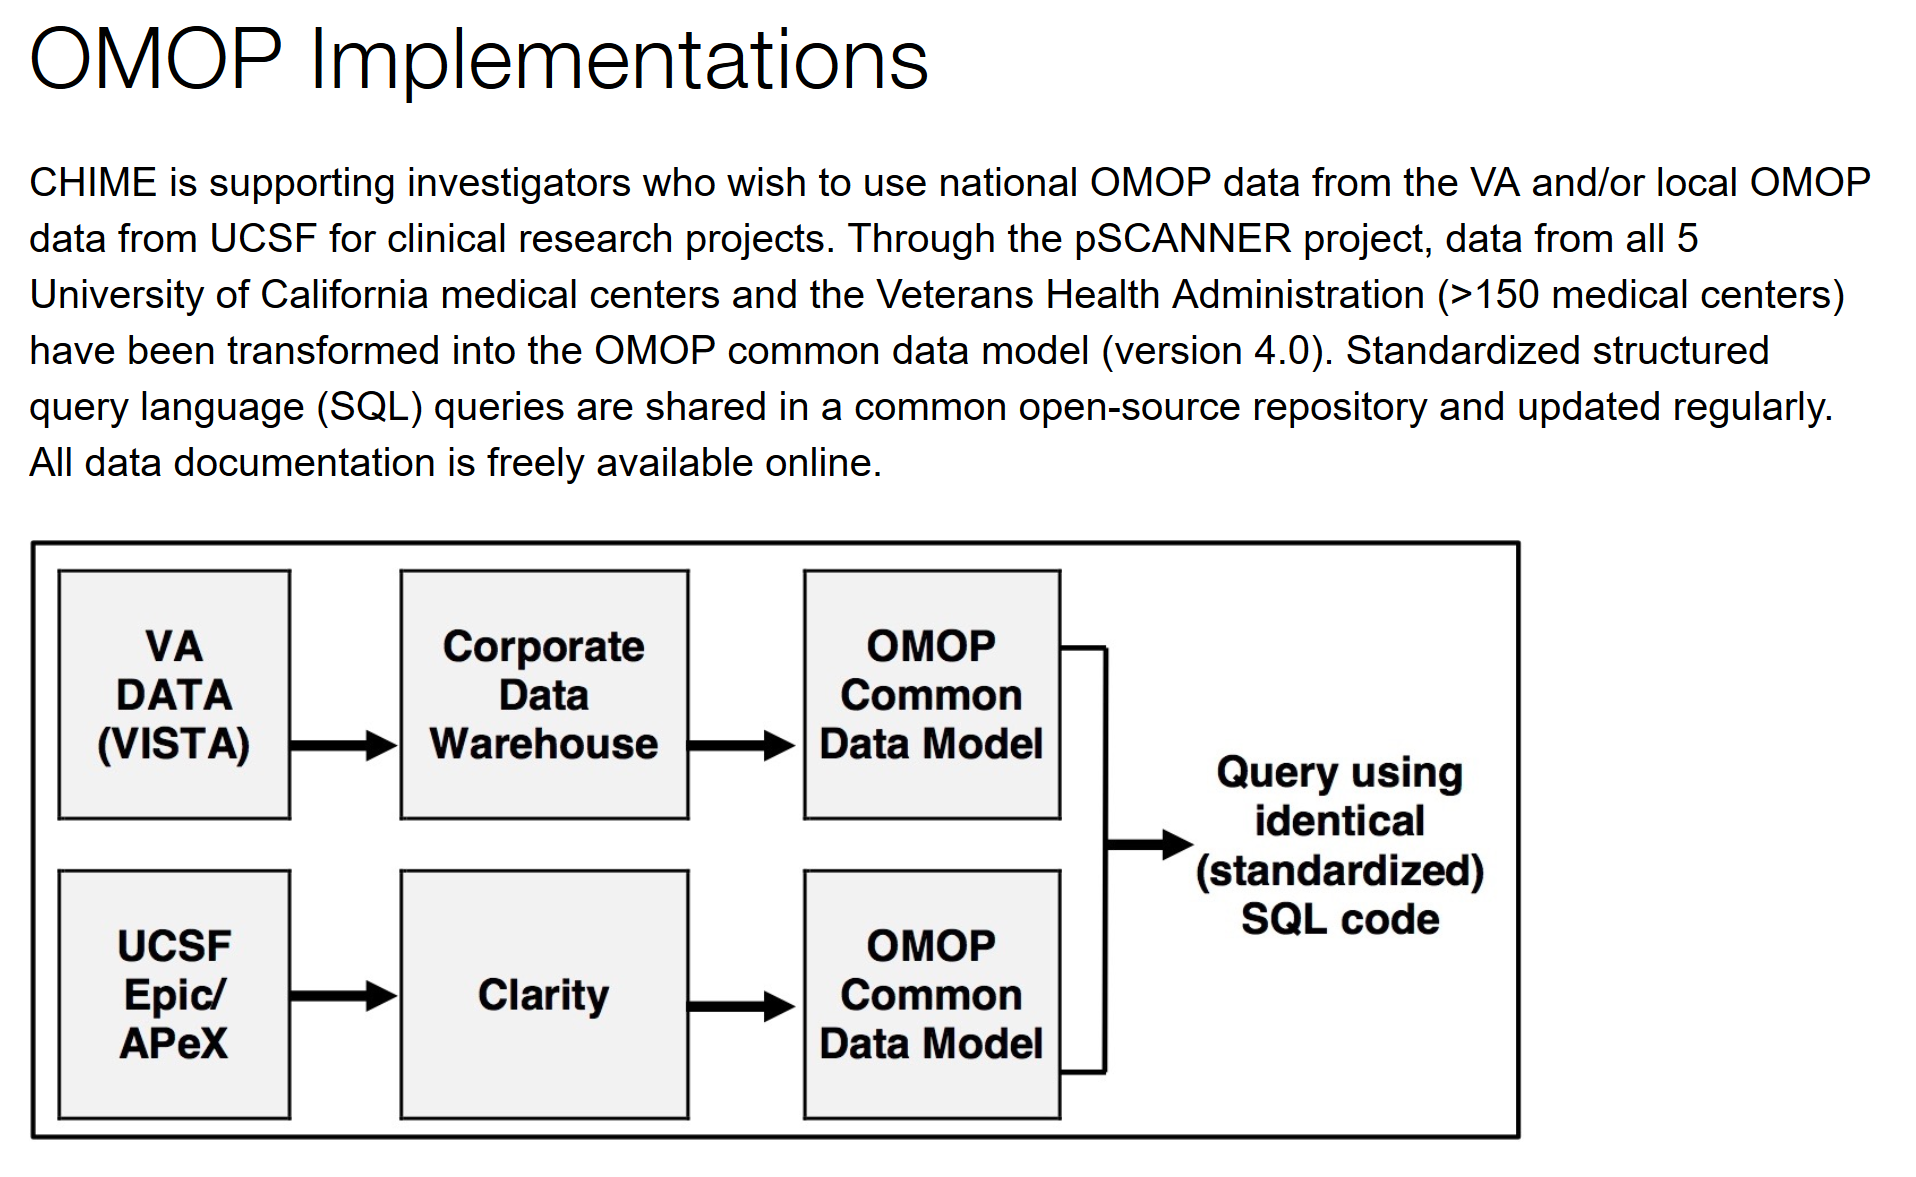 OMOP Implementations
CHIME is supporting investigators who wish to use national OMOP data from the VA and/or local OMOP
data from UCSF for clinical research projects. Through the pSCANNER project, data from all 5
University of California medical centers and the Veterans Health Administration (>150 medical centers)
have been transformed into the OMOP common data model (version 4.0). Standardized structured
query language (SQL) queries are shared in a common open-source repository and updated regularly.
All data documentation is freely available online.
VA
DATA
(VISTA)
Corporate
Data
Warehouse
OMOP
Common
Data Model
UCSF
Epic/
APeX
Clarity
OMOP
Common
Data Model
Query using
identical
(standardized)
SQL code